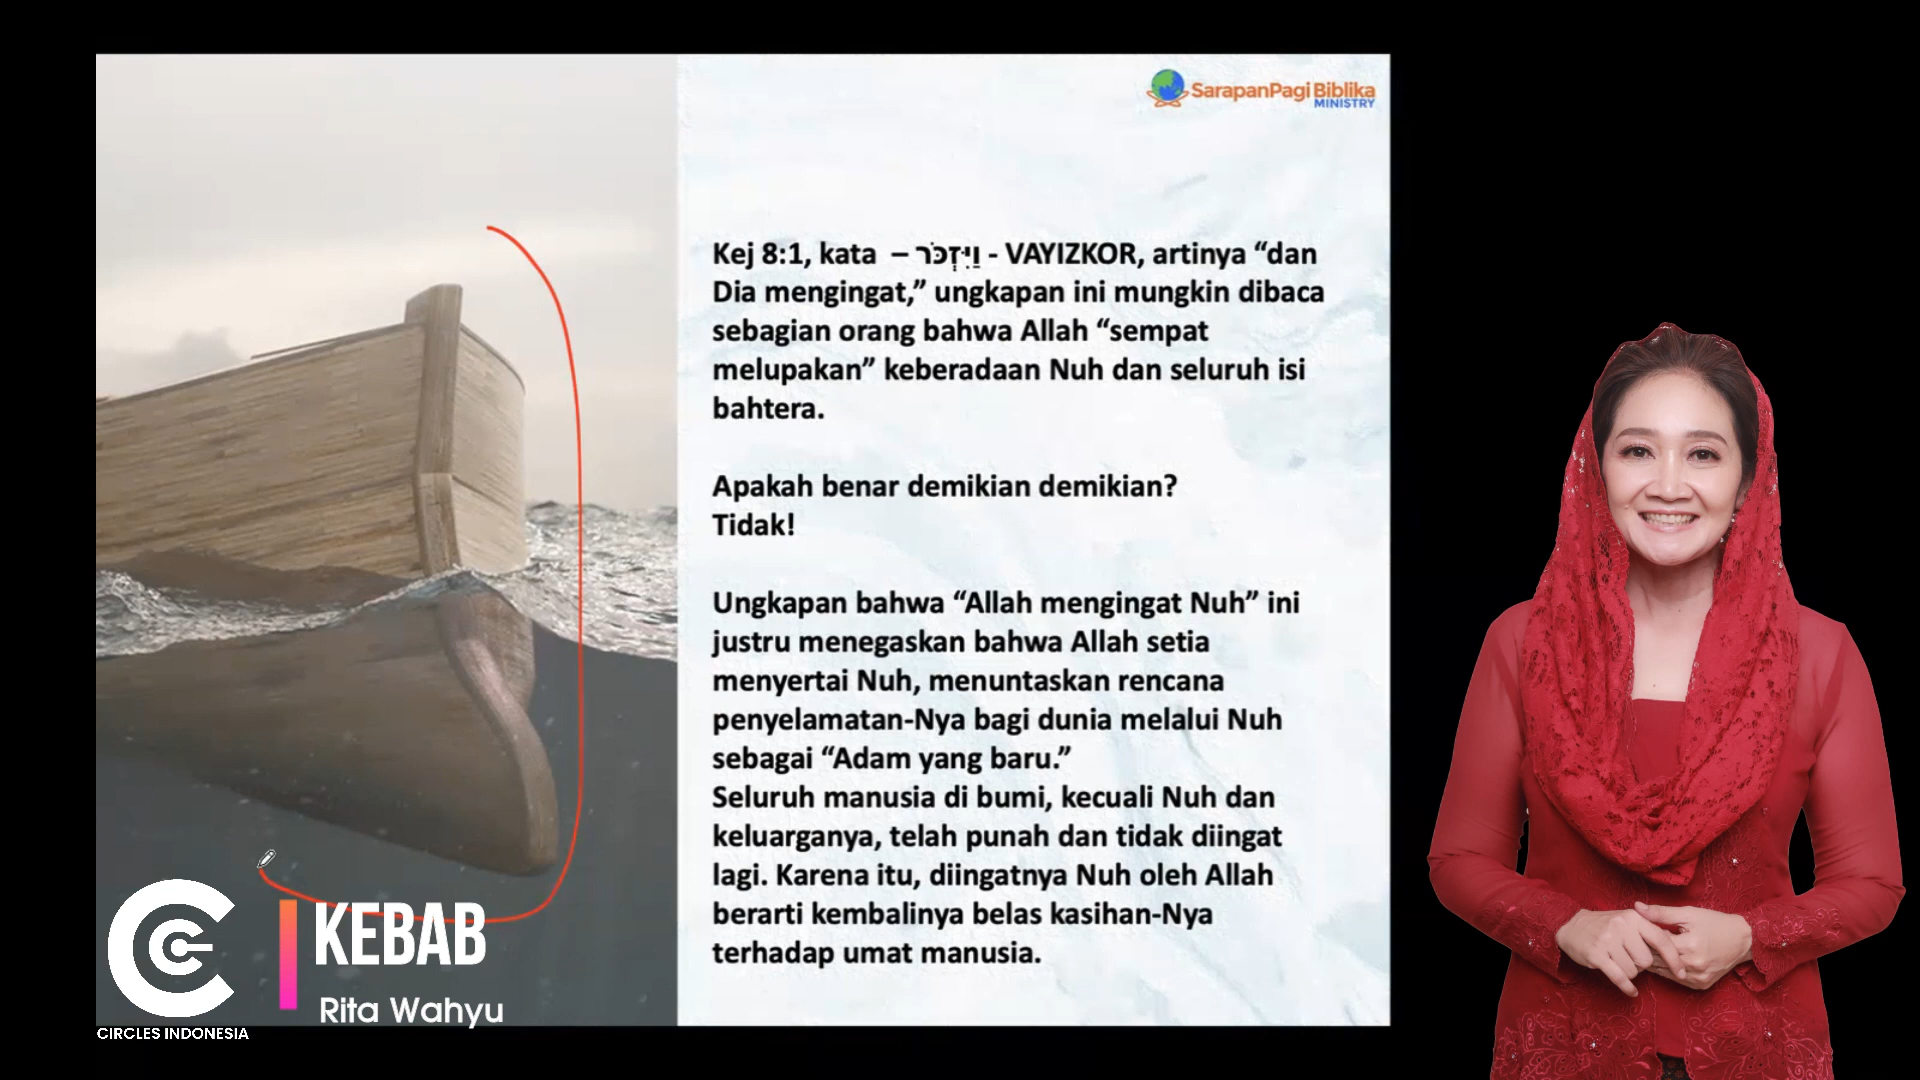 SarapanPagi Biblika
MINISTRY
Kej 8:1, kata – וַיִּזְכֹּר - VAYIZKOR, artinya “dan
Dia mengingat,” ungkapan ini mungkin dibaca
sebagian orang bahwa Allah “sempat
melupakan” keberadaan Nuh dan seluruh isi
bahtera.
Apakah benar demikian demikian?
Tidak!
Ungkapan bahwa “Allah mengingat Nuh” ini
justru menegaskan bahwa Allah setia
menyertai Nuh, menuntaskan rencana
penyelamatan-Nya bagi dunia melalui Nuh
sebagai “Adam yang baru.”
Seluruh manusia di bumi, kecuali Nuh dan
keluarganya, telah punah dan tidak diingat
lagi. Karena itu, diingatnya Nuh oleh Allah
berarti kembalinya belas kasihan-Nya
terhadap umat manusia.
KEBAB
Rita Wahyu
CIRCLES INDONESIA